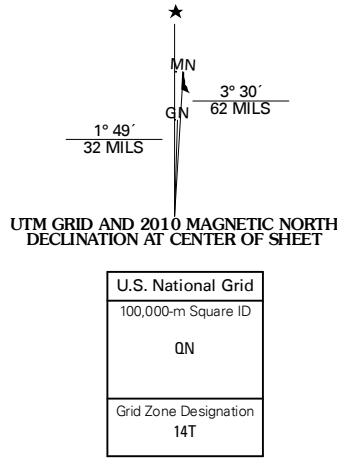 ★
MN
3° 30´
62 MILS
GN
1° 49´
32 MILS
UTM GRID AND 2010 MAGNETIC NORTH
DECLINATION AT CENTER OF SHEET
U.S. National Grid
100,000-m Square ID
QN
Grid Zone Designation
14T